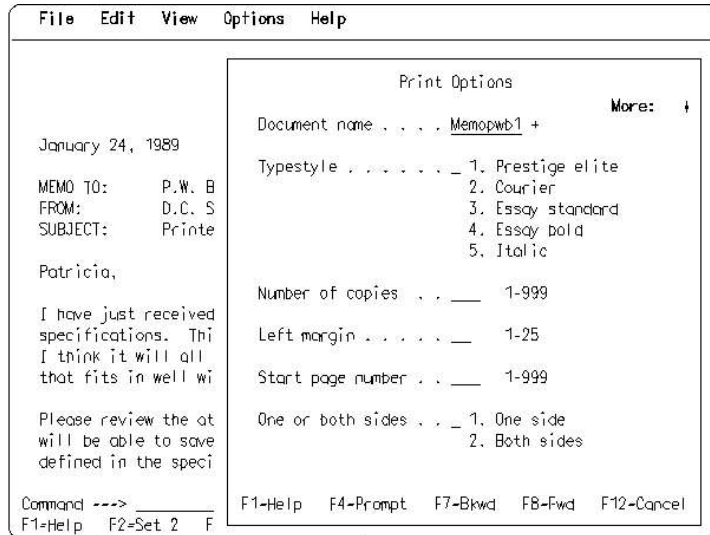 File Edit View Options Help
Print Options
More: ↓
Document name . . . . Memopwb1 +
January 24, 1989
Typestyle . . . . . . _ 1. Prestige elite
MEMO TO: P.W. B
2. Courier
FROM: D.C. S
3. Essay standard
SUBJECT: Printe
4. Essay bold
5. Italic
Patricia,
Number of copies . . ___ 1-999
I have just received
specifications. Thi
Left margin . . . . . __ 1-25
I think it will all
that fits in well wi
Start page number . . ___ 1-999
Please review the at
One or both sides . . _ 1. One side
will be able to save
2. Both sides
defined in the speci
Command ---> ________
F1=Help F2=Set 2 F
F1=Help F4=Prompt F7=Bkwd F8=Fwd F12=Cancel